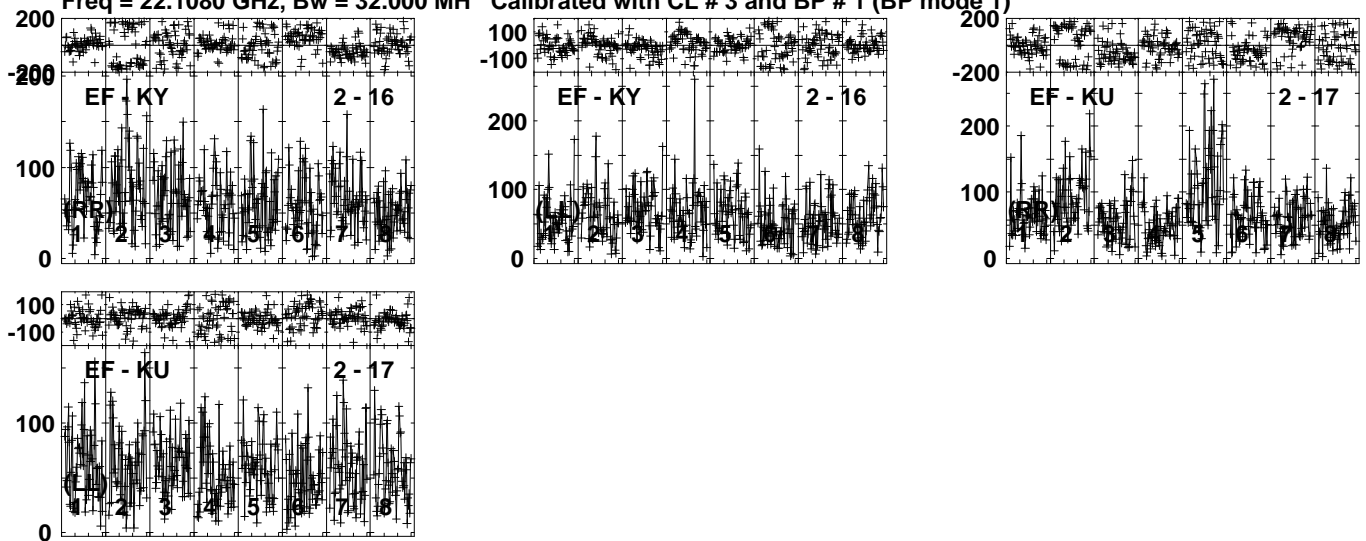 Freq = 22.1080 GHz, Bw = 32.000 MH Calibrated with CL # 3 and BP # 1 (BP mode 1)
200
-200
200
100
0
EF - KY 2 - 16
(RR)
1 2 3 4 5 6 7 8
100
-100
200
100
0
EF - KY 2 - 16
(LL)
1 2 3 4 5 6 7 8
200
0
-200
200
100
0
EF - KU 2 - 17
(RR)
1 2 3 4 5 6 7 8
100
-100
100
0
EF - KU 2 - 17
(LL)
1 2 3 4 5 6 7 8